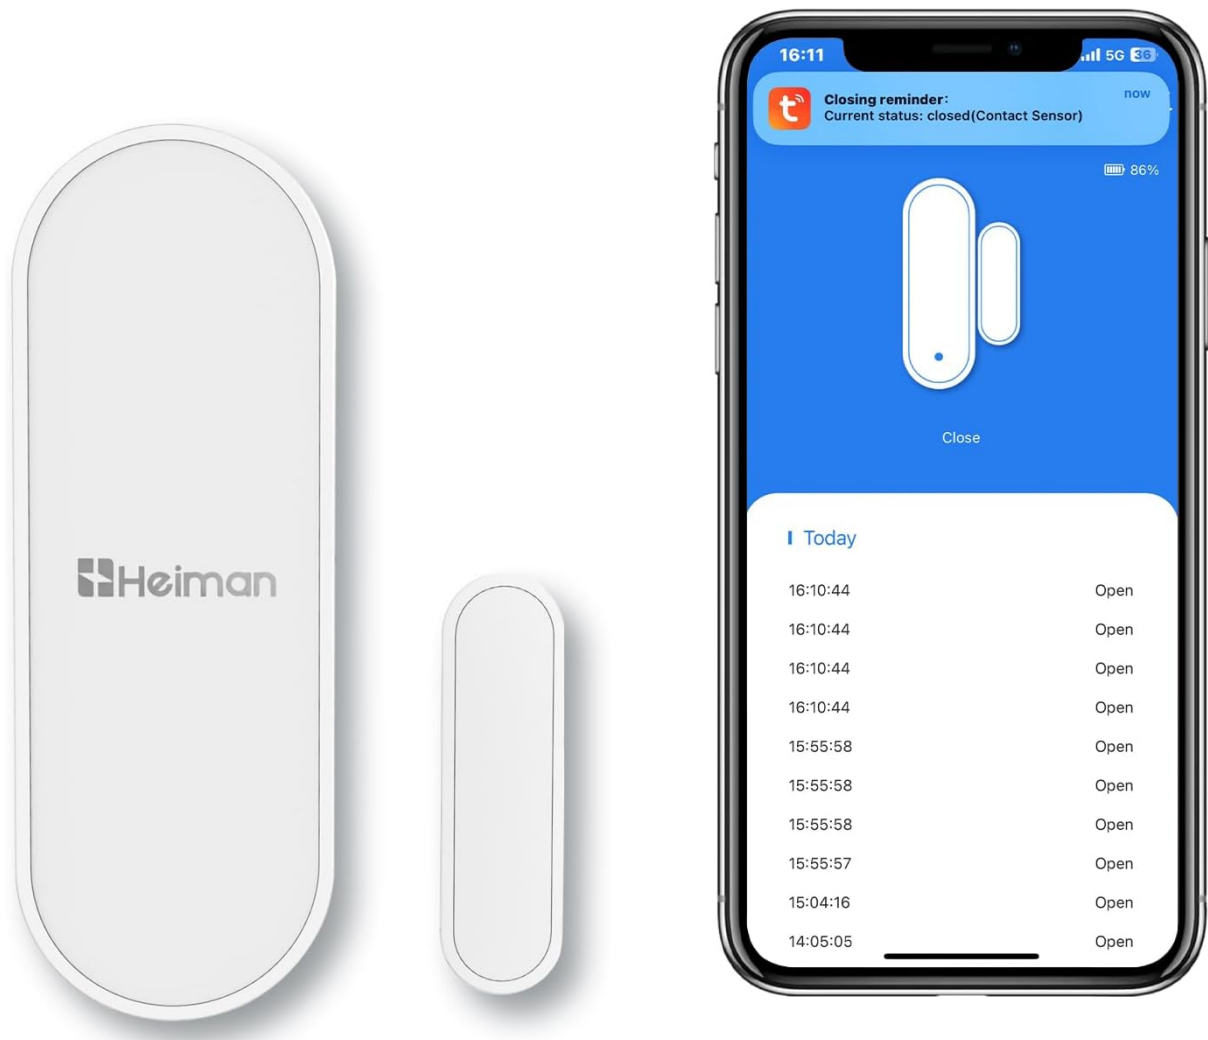 Heiman
16:11 5G 36
Closing reminder: now
Current status: closed(Contact Sensor)
86%
Close
Today
16:10:44 Open
16:10:44 Open
16:10:44 Open
16:10:44 Open
15:55:58 Open
15:55:58 Open
15:55:58 Open
15:55:57 Open
15:04:16 Open
14:05:05 Open